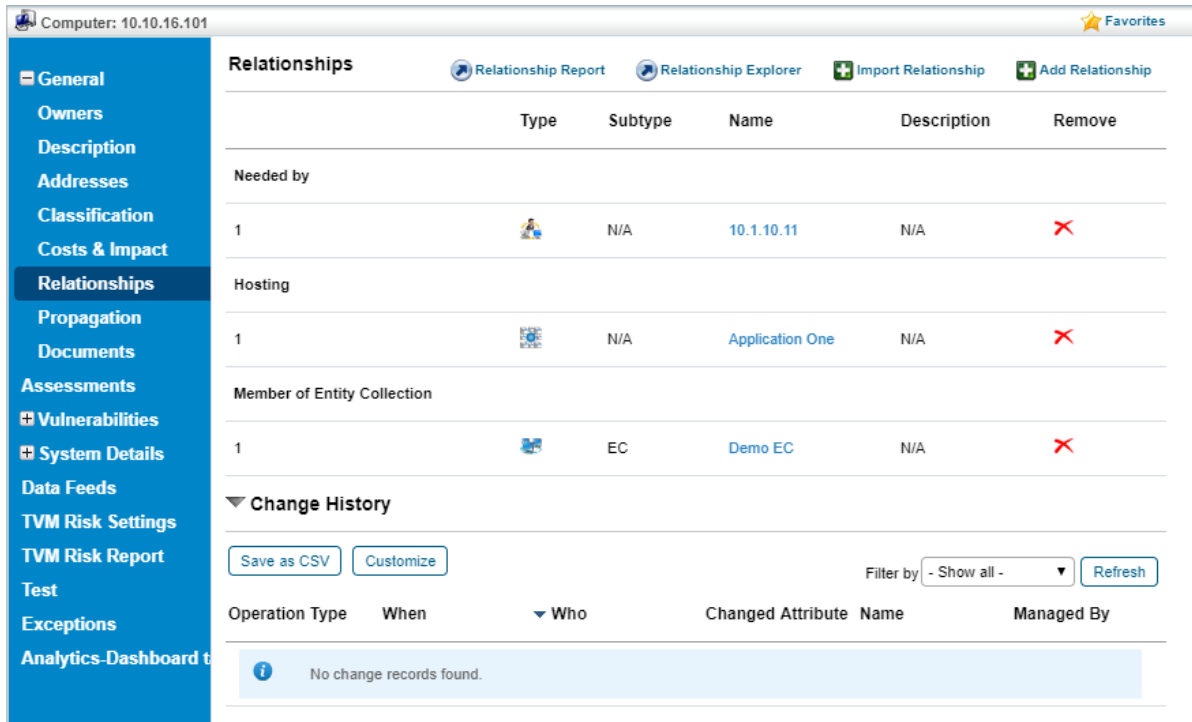 Computer: 10.10.16.101
Favorites
General
Owners
Description
Addresses
Classification
Costs & Impact
Relationships
Propagation
Documents
Assessments
Vulnerabilities
System Details
Data Feeds
TVM Risk Settings
TVM Risk Report
Test
Exceptions
Analytics-Dashboard t
Relationships
Relationship Report Relationship Explorer Import Relationship Add Relationship
Type Subtype Name Description Remove
Needed by
1 N/A 10.1.10.11 N/A
Hosting
1 N/A Application One N/A
Member of Entity Collection
1 EC Demo EC N/A
Change History
Save as CSV Customize Filter by - Show all - Refresh
Operation Type When Who Changed Attribute Name Managed By
No change records found.